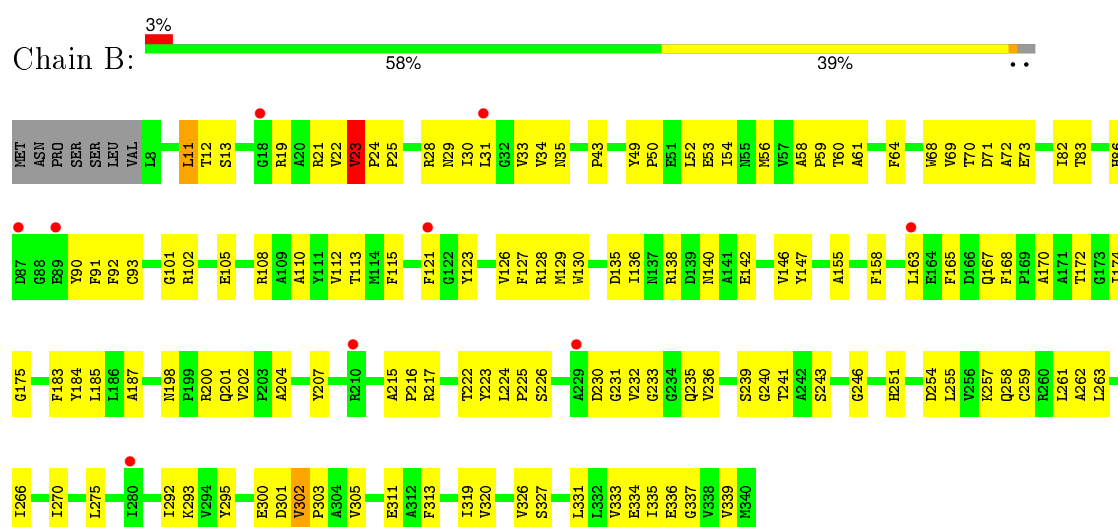 3%
Chain B:
58% 39% • •
MET ASN PRO SER SER LEU VAL L8 L11 T12 S13 G18 R19 A20 R21 V22 V23 P24 P25 R28 N29 I30 L31 G32 V33 V34 N35 P43 Y49 P50 E51 L52 E53 I54 N55 M56 V57 A58 P59 T60 A61 F64 W68 V69 T70 D71 A72 E73 I82 T83 H86
D87 G88 E89 Y90 F91 F92 C93 G101 R102 E105 R108 A109 A110 Y111 V112 T113 M114 F115 F121 G122 Y123 V126 F127 R128 M129 W130 D135 I136 N137 R138 D139 N140 A141 E142 V146 Y147 A155 F158 L163 E164 F165 D166 Q167 F168 P169 A170 A171 T172 G173 I174
G175 F183 Y184 L185 L186 A187 N198 P199 R200 Q201 V202 P203 A204 Y207 R210 A215 P216 R217 T222 Y223 L224 P225 S226 A229 D230 G231 V232 G233 G234 Q235 V236 S239 G240 T241 A242 S243 G246 H251 D254 L255 V256 K257 Q258 C259 R260 L261 A262 L263
I266 I270 L275 I280 I292 K293 V294 Y295 E300 D301 V302 P303 A304 V305 E311 A312 F313 I319 V320 V326 S327 L331 L332 V333 E334 I335 E336 G337 V338 V339 M340